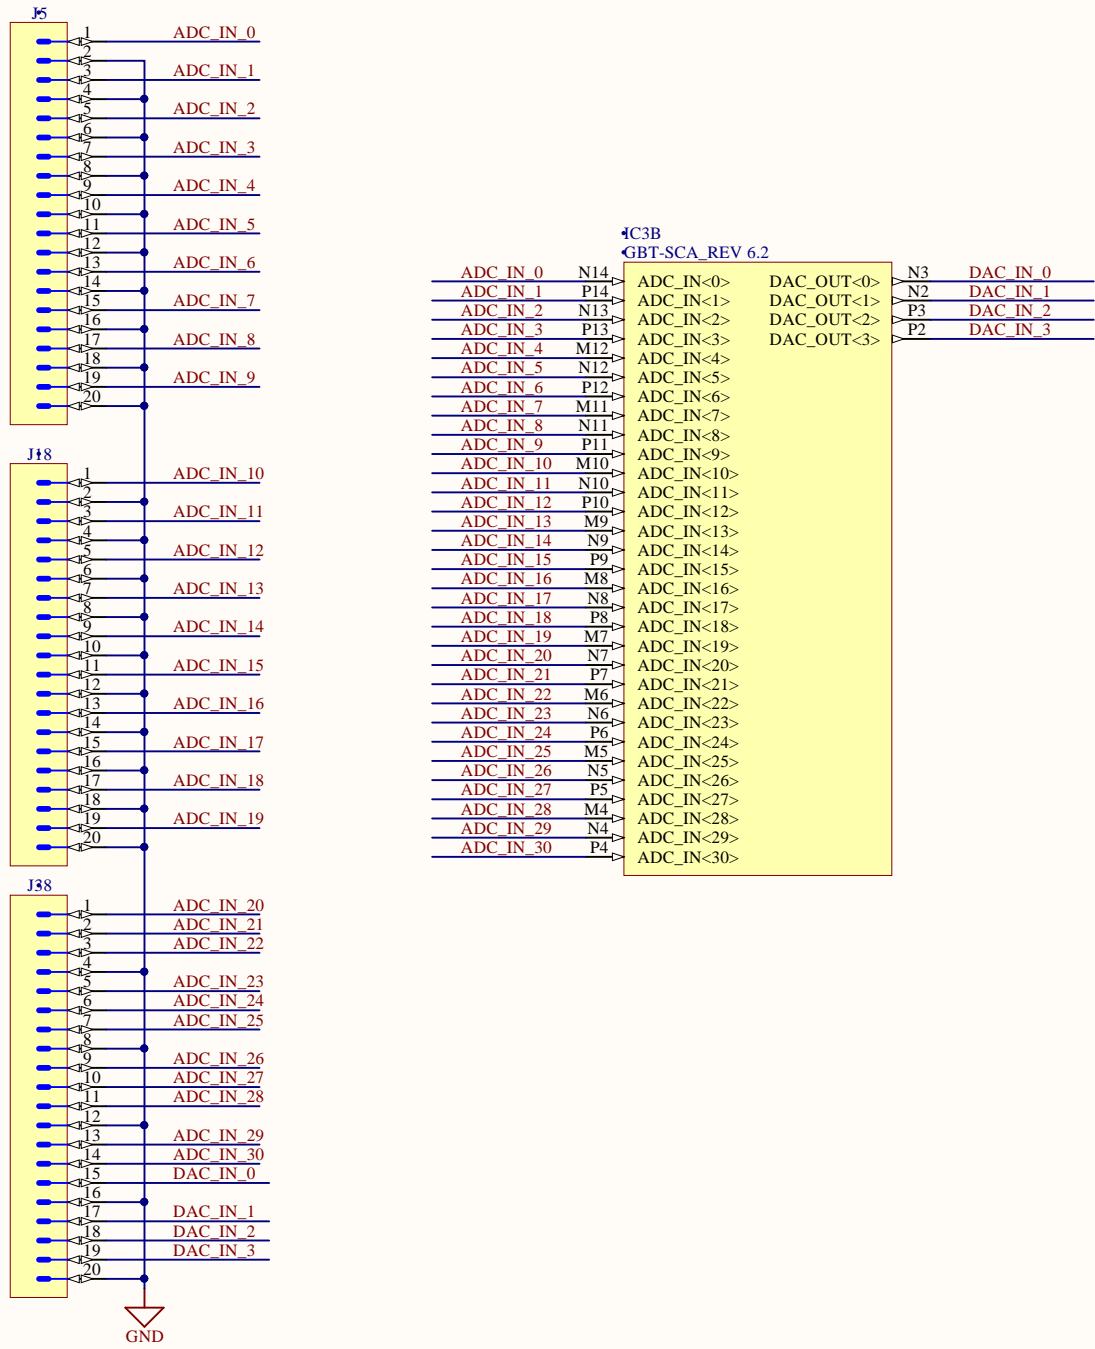 J5
1 ADC_IN_0
2
3 ADC_IN_1
4
5 ADC_IN_2
6
7 ADC_IN_3
8
9 ADC_IN_4
10
11 ADC_IN_5
12
13 ADC_IN_6
14
15 ADC_IN_7
16
17 ADC_IN_8
18
19 ADC_IN_9
20
J18
1 ADC_IN_10
2
3 ADC_IN_11
4
5 ADC_IN_12
6
7 ADC_IN_13
8
9 ADC_IN_14
10
11 ADC_IN_15
12
13 ADC_IN_16
14
15 ADC_IN_17
16
17 ADC_IN_18
18
19 ADC_IN_19
20
J38
1 ADC_IN_20
2 ADC_IN_21
3 ADC_IN_22
4
5 ADC_IN_23
6 ADC_IN_24
7 ADC_IN_25
8
9 ADC_IN_26
10 ADC_IN_27
11 ADC_IN_28
12
13 ADC_IN_29
14 ADC_IN_30
15 DAC_IN_0
16
17 DAC_IN_1
18 DAC_IN_2
19 DAC_IN_3
20
GND
IC3B
GBT-SCA_REV 6.2
ADC_IN_0 N14 ADC_IN<0> DAC_OUT<0> N3 DAC_IN_0
ADC_IN_1 P14 ADC_IN<1> DAC_OUT<1> N2 DAC_IN_1
ADC_IN_2 N13 ADC_IN<2> DAC_OUT<2> P3 DAC_IN_2
ADC_IN_3 P13 ADC_IN<3> DAC_OUT<3> P2 DAC_IN_3
ADC_IN_4 M12 ADC_IN<4>
ADC_IN_5 N12 ADC_IN<5>
ADC_IN_6 P12 ADC_IN<6>
ADC_IN_7 M11 ADC_IN<7>
ADC_IN_8 N11 ADC_IN<8>
ADC_IN_9 P11 ADC_IN<9>
ADC_IN_10 M10 ADC_IN<10>
ADC_IN_11 N10 ADC_IN<11>
ADC_IN_12 P10 ADC_IN<12>
ADC_IN_13 M9 ADC_IN<13>
ADC_IN_14 N9 ADC_IN<14>
ADC_IN_15 P9 ADC_IN<15>
ADC_IN_16 M8 ADC_IN<16>
ADC_IN_17 N8 ADC_IN<17>
ADC_IN_18 P8 ADC_IN<18>
ADC_IN_19 M7 ADC_IN<19>
ADC_IN_20 N7 ADC_IN<20>
ADC_IN_21 P7 ADC_IN<21>
ADC_IN_22 M6 ADC_IN<22>
ADC_IN_23 N6 ADC_IN<23>
ADC_IN_24 P6 ADC_IN<24>
ADC_IN_25 M5 ADC_IN<25>
ADC_IN_26 N5 ADC_IN<26>
ADC_IN_27 P5 ADC_IN<27>
ADC_IN_28 M4 ADC_IN<28>
ADC_IN_29 N4 ADC_IN<29>
ADC_IN_30 P4 ADC_IN<30>